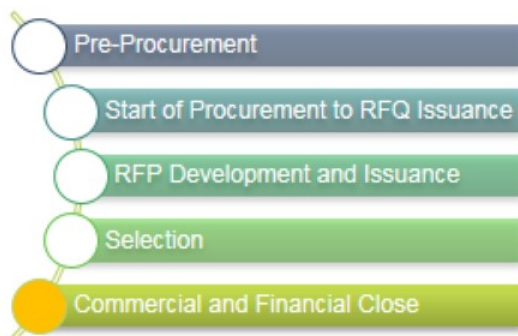 Pre-Procurement
Start of Procurement to RFQ Issuance
RFP Development and Issuance
Selection
Commercial and Financial Close